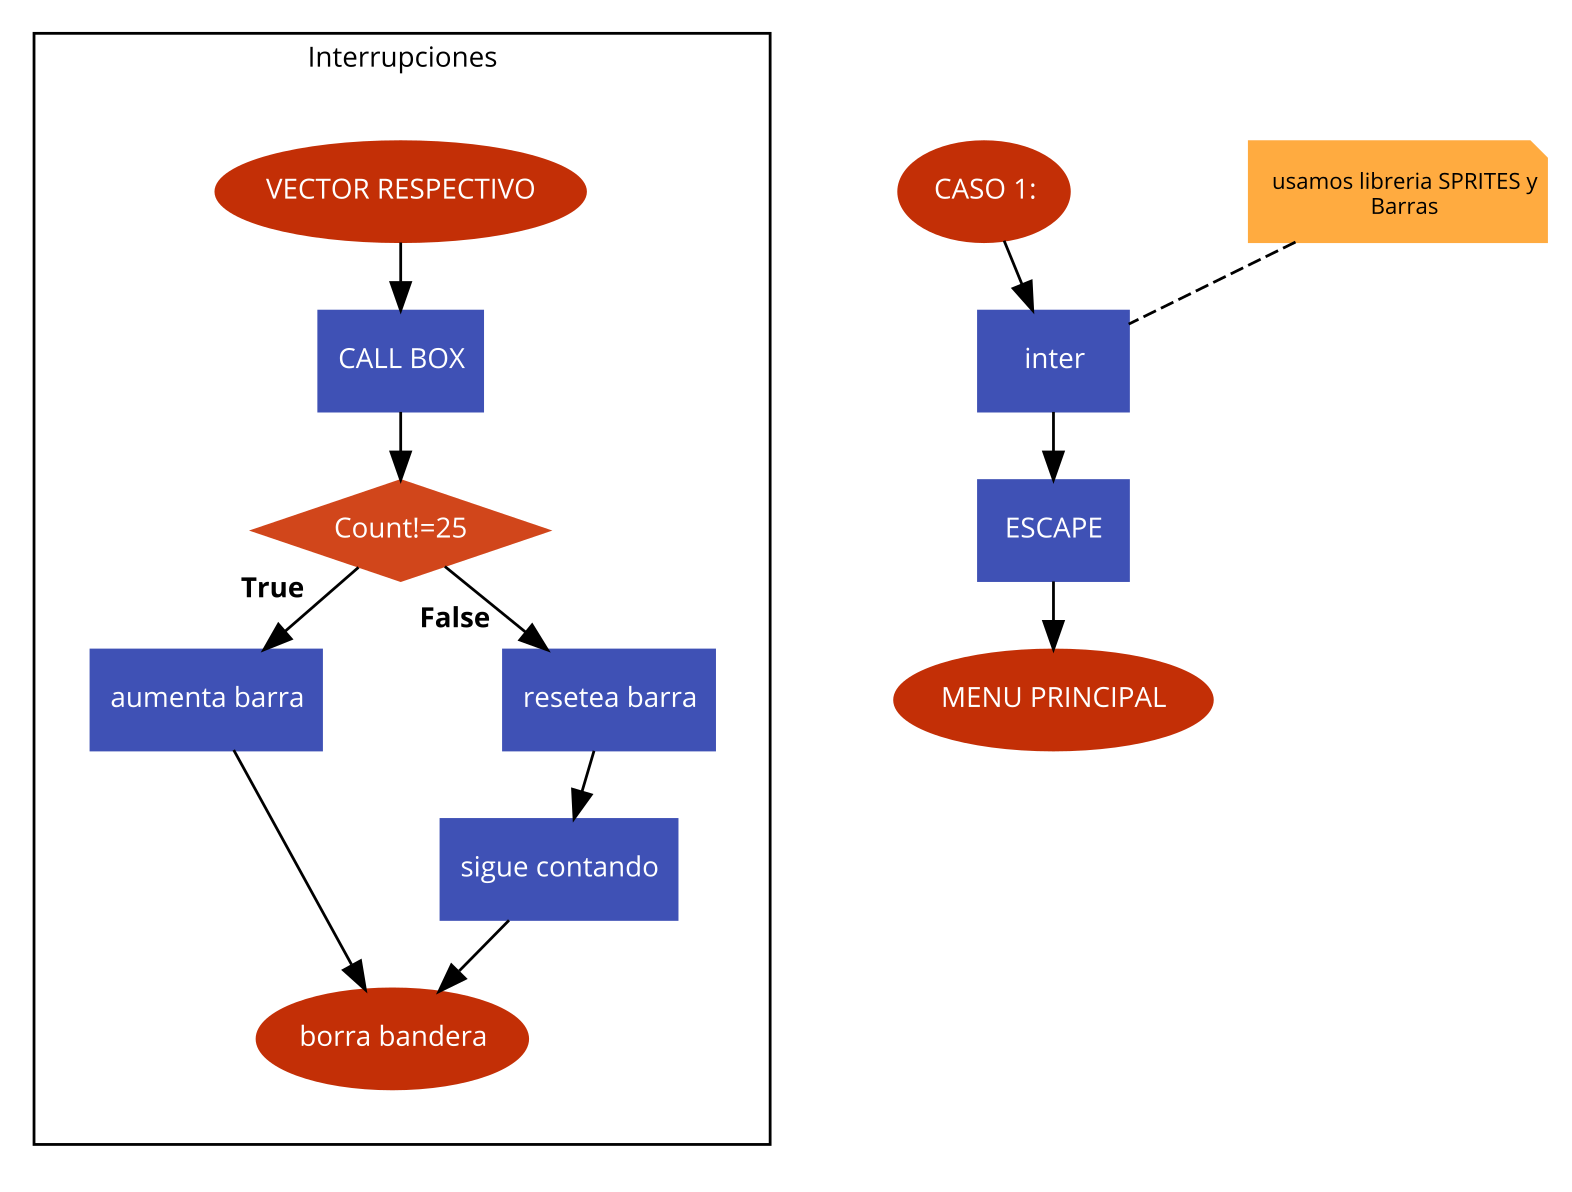 Interrupciones
VECTOR RESPECTIVO
CALL BOX
Count!=25
True
False
aumenta barra
resetea barra
sigue contando
borra bandera
CASO 1:
usamos libreria SPRITES y
Barras
inter
ESCAPE
MENU PRINCIPAL